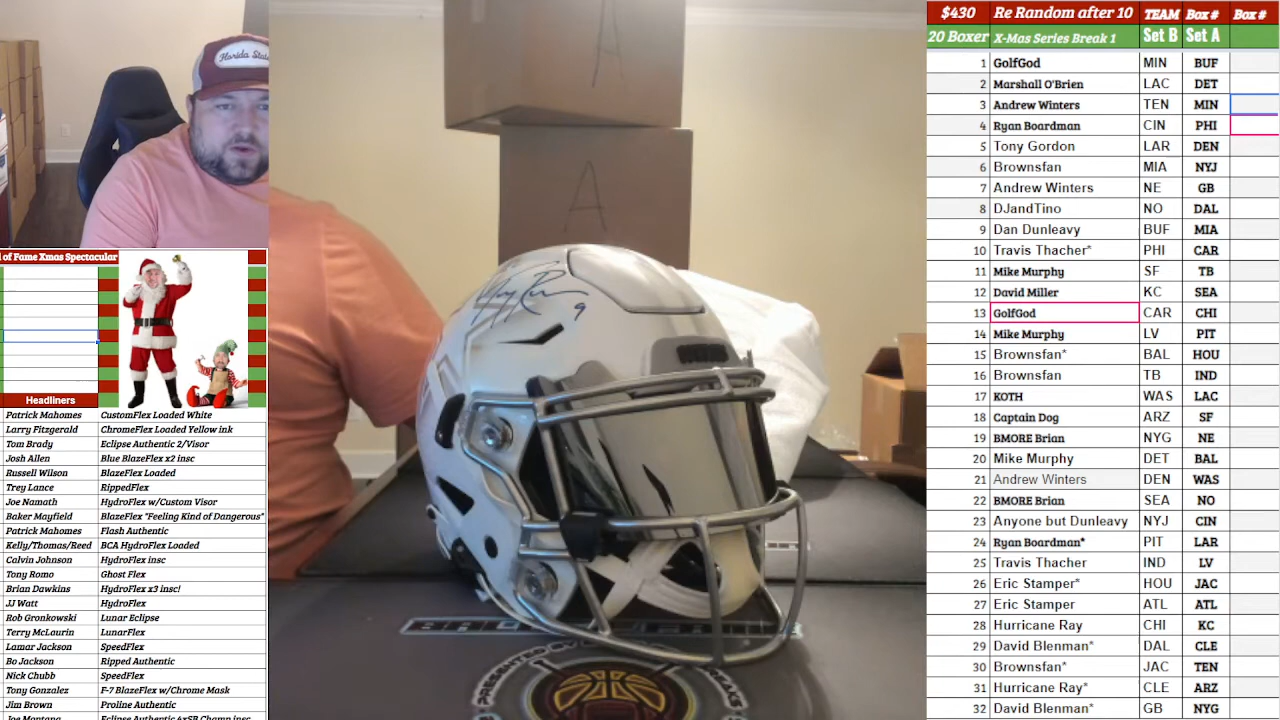 Florida State
l of Fame Xmas Spectacular
Headliners
Patrick Mahomes CustomFlex Loaded White
Larry Fitzgerald ChromeFlex Loaded Yellow ink
Tom Brady Eclipse Authentic 2/Visor
Josh Allen Blue BlazeFlex x2 insc
Russell Wilson BlazeFlex Loaded
Trey Lance RippedFlex
Joe Namath HydroFlex w/Custom Visor
Baker Mayfield BlazeFlex "Feeling Kind of Dangerous"
Patrick Mahomes Flash Authentic
Kelly/Thomas/Reed BCA HydroFlex Loaded
Calvin Johnson HydroFlex insc
Tony Romo Ghost Flex
Brian Dawkins HydroFlex x3 insc!
JJ Watt HydroFlex
Rob Gronkowski Lunar Eclipse
Terry McLaurin LunarFlex
Lamar Jackson SpeedFlex
Bo Jackson Ripped Authentic
Nick Chubb SpeedFlex
Tony Gonzalez F-7 BlazeFlex w/Chrome Mask
Jim Brown Proline Authentic
Joe Montana Eclipse Authentic 4xSB Champ insc
A
A
9
PRESENTED BY
$430 Re Random after 10 TEAM Box # Box #
20 Boxer X-Mas Series Break 1 Set B Set A
1 GolfGod MIN BUF
2 Marshall O'Brien LAC DET
3 Andrew Winters TEN MIN
4 Ryan Boardman CIN PHI
5 Tony Gordon LAR DEN
6 Brownsfan MIA NYJ
7 Andrew Winters NE GB
8 DJandTino NO DAL
9 Dan Dunleavy BUF MIA
10 Travis Thacher* PHI CAR
11 Mike Murphy SF TB
12 David Miller KC SEA
13 GolfGod CAR CHI
14 Mike Murphy LV PIT
15 Brownsfan* BAL HOU
16 Brownsfan TB IND
17 KOTH WAS LAC
18 Captain Dog ARZ SF
19 BMORE Brian NYG NE
20 Mike Murphy DET BAL
21 Andrew Winters DEN WAS
22 BMORE Brian SEA NO
23 Anyone but Dunleavy NYJ CIN
24 Ryan Boardman* PIT LAR
25 Travis Thacher IND LV
26 Eric Stamper* HOU JAC
27 Eric Stamper ATL ATL
28 Hurricane Ray CHI KC
29 David Blenman* DAL CLE
30 Brownsfan* JAC TEN
31 Hurricane Ray* CLE ARZ
32 David Blenman* GB NYG